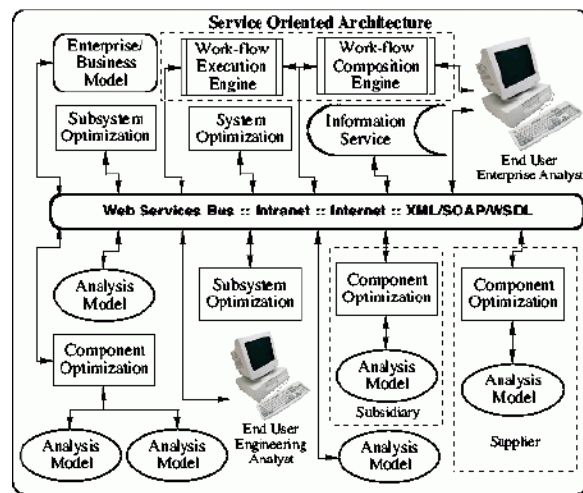 Service Oriented Architecture
Enterprise/
Business
Model
Work-flow
Execution
Engine
Work-flow
Composition
Engine
Subsystem
Optimization
System
Optimization
Information
Service
End User
Enterprise Analyst
Web Services Bus :: Intranet :: Internet :: XML/SOAP/WSDL
Analysis
Model
Subsystem
Optimization
Component
Optimization
Component
Optimization
Component
Optimization
Analysis
Model
Analysis
Model
Subsidiary
End User
Engineering
Analyst
Analysis
Model
Analysis
Model
Analysis
Model
Supplier